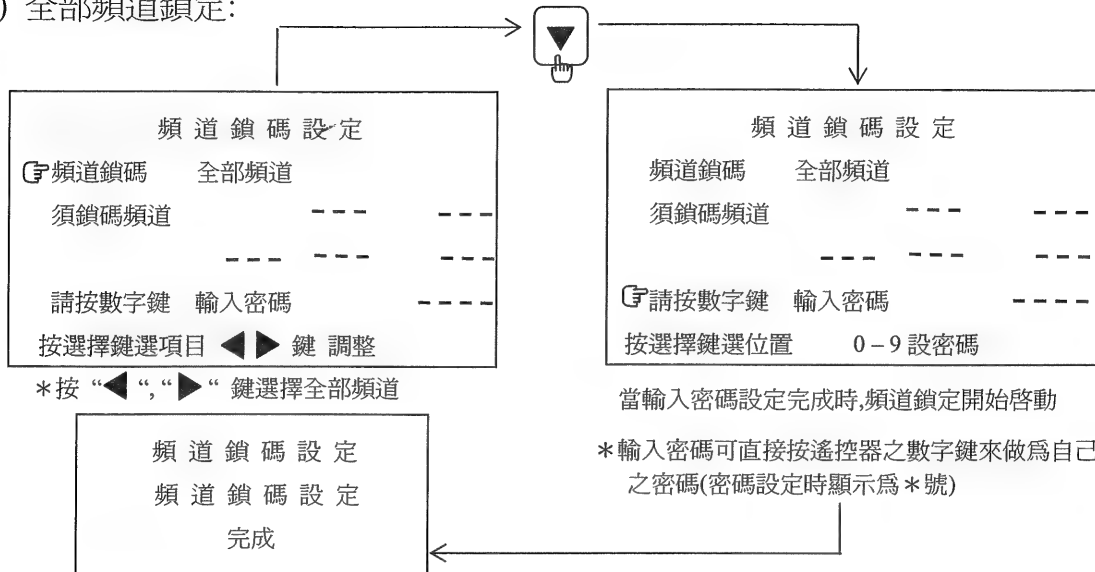 ) 全部頻道鎖定:
頻 道 鎖 碼 設 定
☞頻道鎖碼 全部頻道
須鎖碼頻道 --- ---
--- --- ---
請按數字鍵 輸入密碼 ----
按選擇鍵選項目 ◀ ▶ 鍵 調整
＊按 “◀ “, “▶ “ 鍵選擇全部頻道
頻 道 鎖 碼 設 定
頻道鎖碼 全部頻道
須鎖碼頻道 --- ---
--- --- ---
☞請按數字鍵 輸入密碼 ----
按選擇鍵選位置 0–9 設密碼
當輸入密碼設定完成時,頻道鎖定開始啓動
＊輸入密碼可直接按遙控器之數字鍵來做爲自己
之密碼(密碼設定時顯示爲＊號)
頻 道 鎖 碼 設 定
頻 道 鎖 碼 設 定
完成